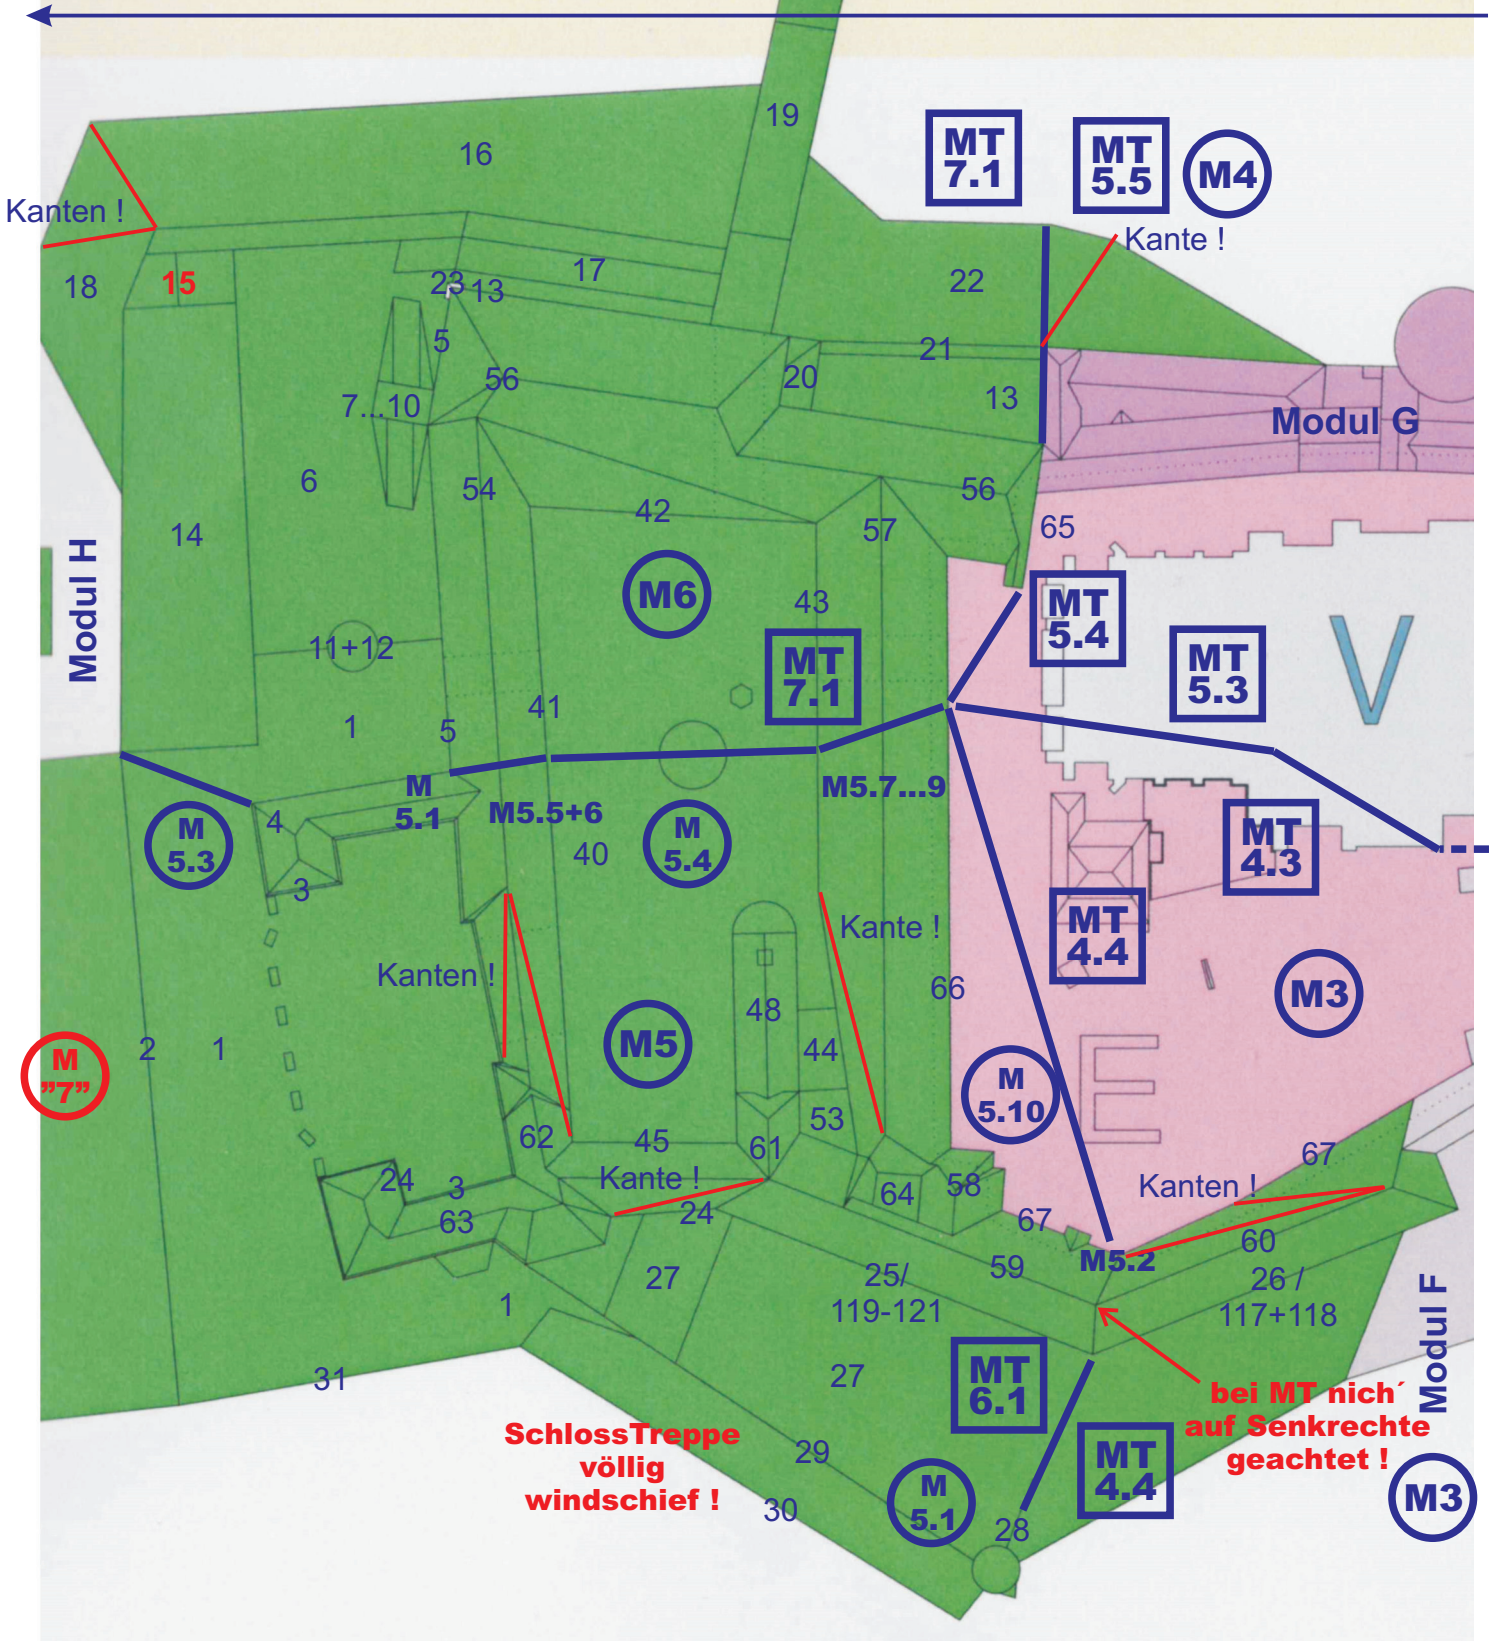 19
MT
7.1
MT
5.5
M4
16
Kanten !
Kante !
18
15
23
13
17
22
5
21
56
20
13
7...10
Modul G
6
54
42
56
57
65
14
Modul H
M6
43
MT
5.4
11+12
MT
7.1
MT
5.3
V
1
5
41
M
5.1
M5.5+6
M5.7...9
4
M
5.3
M
5.4
40
MT
4.3
3
Kante !
MT
4.4
Kanten !
66
M3
48
2
1
M5
44
M
"7"
M
5.10
E
53
62
45
61
67
24
3
Kante !
64
58
Kanten !
63
24
67
60
59
M5.2
27
25/
119-121
26 /
117+118
1
31
27
MT
6.1
Modul F
bei MT nich´
auf Senkrechte
geachtet !
SchlossTreppe
völlig
windschief !
29
MT
4.4
30
M
5.1
28
M3